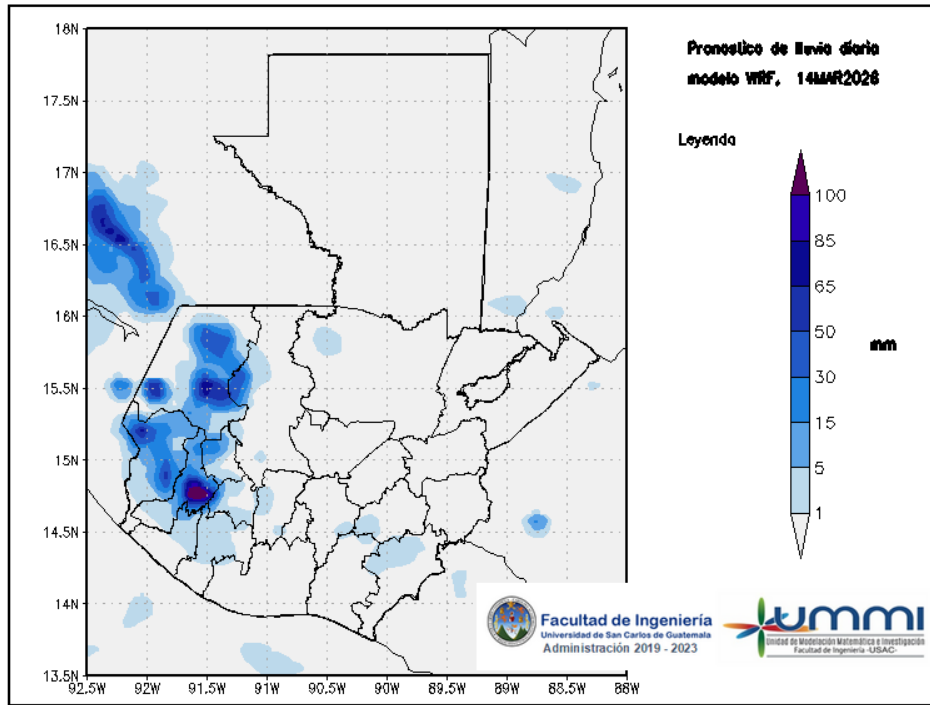 Pronostico de lluvia diaria
modelo WRF, 14MAR2026
Leyenda
18N
17.5N
17N
16.5N
16N
15.5N
15N
14.5N
14N
13.5N
92.5W
92W
91.5W
91W
90.5W
90W
89.5W
89W
88.5W
88W
100
85
65
50
30
15
5
1
mm
Facultad de Ingeniería
Universidad de San Carlos de Guatemala
Administración 2019 - 2023
UMMI
Unidad de Modelación Matemática e Investigación
Facultad de Ingeniería -USAC-